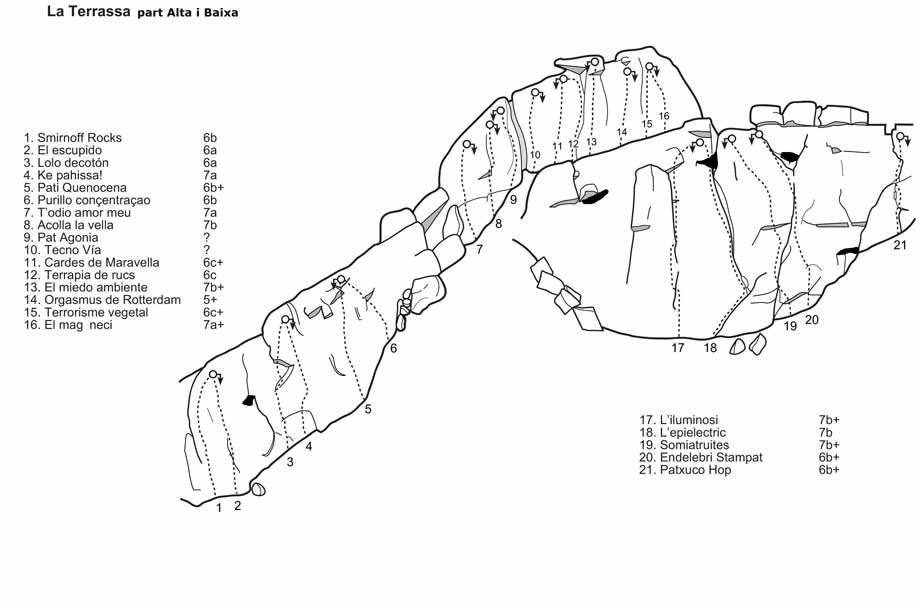 La Terrassa part Alta i Baixa
1. Smirnoff Rocks 6b
2. El escupido 6a
3. Lolo decotón 6a
4. Ke pahissa! 7a
5. Pati Quenocena 6b+
6. Purillo conçentraçao 6b
7. T'odio amor meu 7a
8. Acolla la vella 7b
9. Pat Agonia ?
10. Tecno Vía ?
11. Cardes de Maravella 6c+
12. Terrapia de rucs 6c
13. El miedo ambiente 7b+
14. Orgasmus de Rotterdam 5+
15. Terrorisme vegetal 6c+
16. El mag neci 7a+
17. L'iluminosi 7b+
18. L'epielectric 7b
19. Somiatruites 7b+
20. Endelebri Stampat 6b+
21. Patxuco Hop 6b+
1
2
3
4
5
6
7
8
9
10
11
12
13
14
15
16
17
18
19
20
21